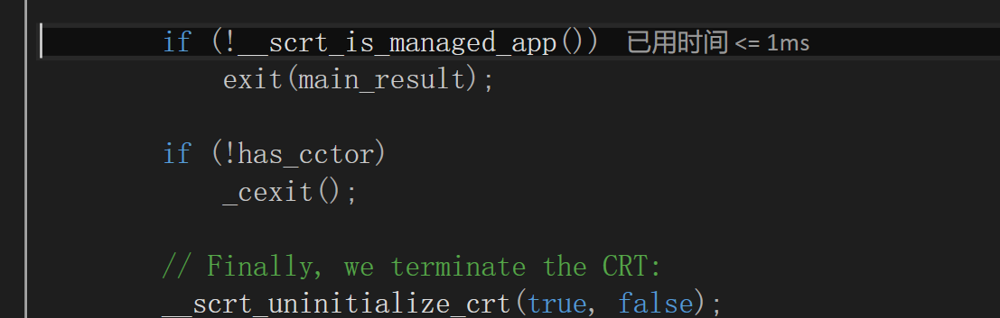 if (!__scrt_is_managed_app()) 已用时间 <= 1ms
exit(main_result);
if (!has_cctor)
_cexit();
// Finally, we terminate the CRT:
__scrt_uninitialize_crt(true, false);